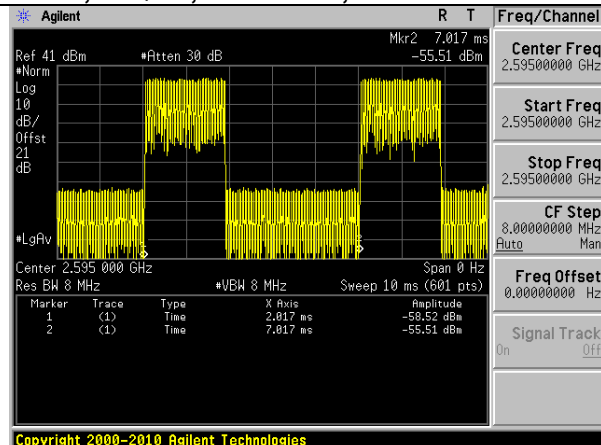 Agilent R T Freq/Channel
Mkr2 7.017 ms
Ref 41 dBm #Atten 30 dB -55.51 dBm
#Norm
Log
10
dB/
Offst
21
dB
#LgAv
Center 2.595 000 GHz Span 0 Hz
Res BW 8 MHz #VBW 8 MHz Sweep 10 ms (601 pts)
Marker Trace Type X Axis Amplitude
1 (1) Time 2.017 ms -58.52 dBm
2 (1) Time 7.017 ms -55.51 dBm
Center Freq
2.59500000 GHz
Start Freq
2.59500000 GHz
Stop Freq
2.59500000 GHz
CF Step
8.00000000 MHz
Auto Man
Freq Offset
0.00000000 Hz
Signal Track
On Off
Copyright 2000-2010 Agilent Technologies